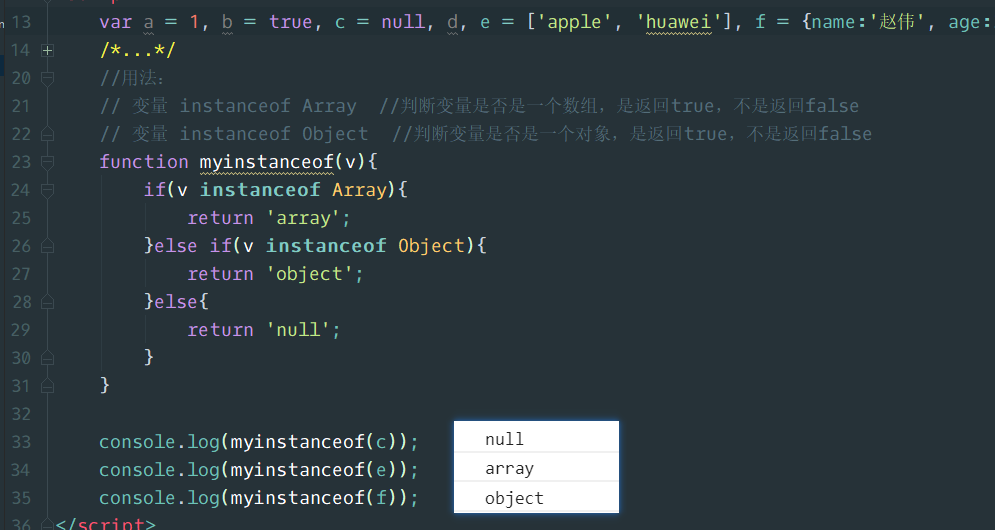 13 var a = 1, b = true, c = null, d, e = ['apple', 'huawei'], f = {name:'赵伟', age:
14 /*...*/
20 //用法:
21 // 变量 instanceof Array //判断变量是否是一个数组，是返回true，不是返回false
22 // 变量 instanceof Object //判断变量是否是一个对象，是返回true，不是返回false
23 function myinstanceof(v){
24 if(v instanceof Array){
25 return 'array';
26 }else if(v instanceof Object){
27 return 'object';
28 }else{
29 return 'null';
30 }
31 }
32
33 console.log(myinstanceof(c)); null
34 console.log(myinstanceof(e)); array
35 console.log(myinstanceof(f)); object
36 </script>